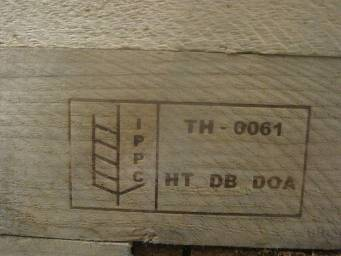 IPPC
TH - 0061
HT DB DOA